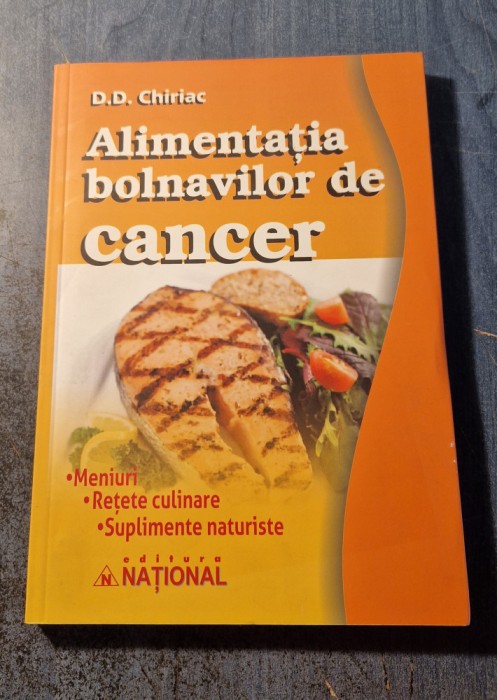 D.D. Chiriac
Alimentația
bolnavilor de
cancer
•Meniuri
•Rețete culinare
•Suplimente naturiste
editura
N NAȚIONAL